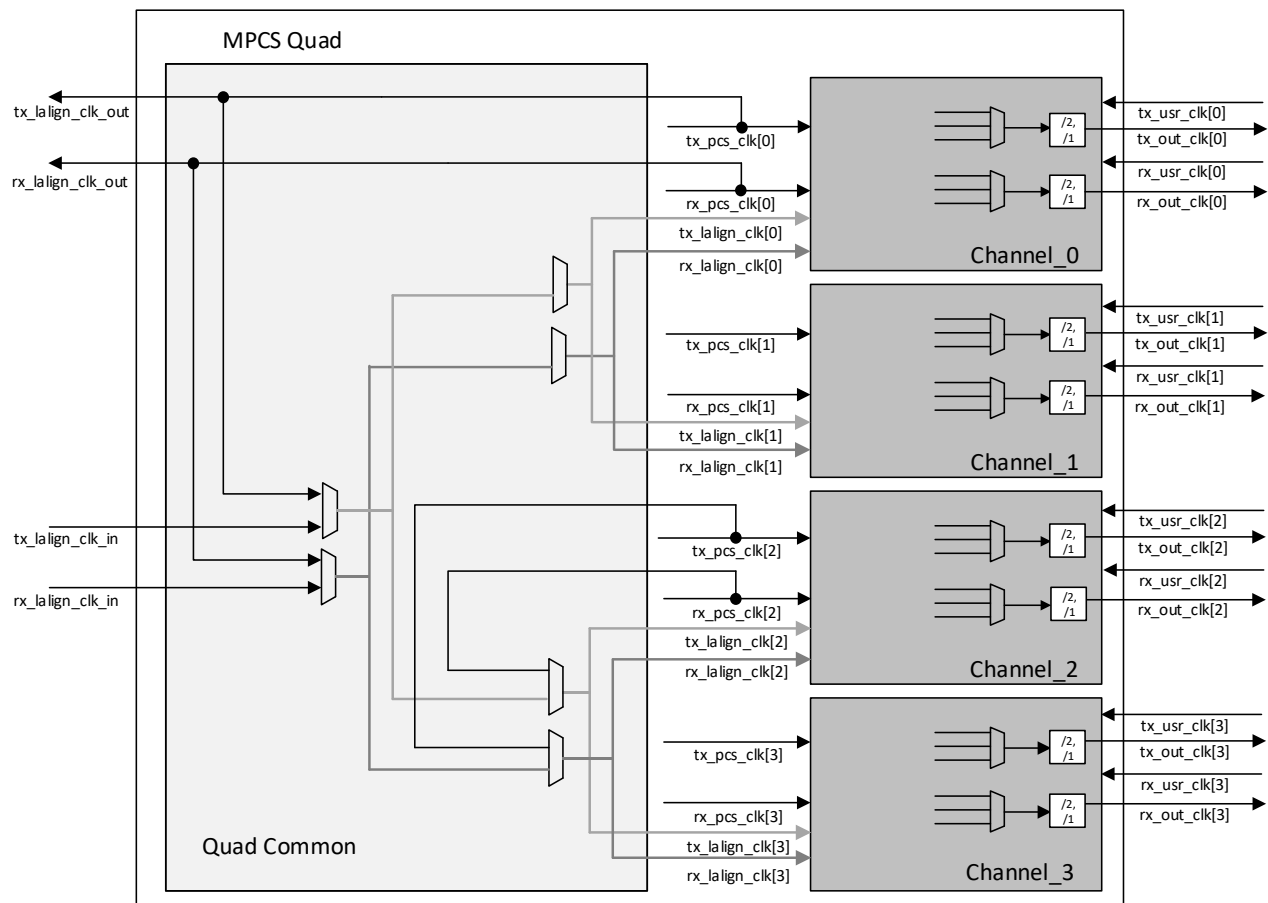 MPCS Quad
tx_lalign_clk_out
rx_lalign_clk_out
tx_lalign_clk_in
rx_lalign_clk_in
Quad Common
tx_pcs_clk[0]
rx_pcs_clk[0]
tx_lalign_clk[0]
rx_lalign_clk[0]
/2,
/1
/2,
/1
Channel_0
tx_usr_clk[0]
tx_out_clk[0]
rx_usr_clk[0]
rx_out_clk[0]
tx_pcs_clk[1]
rx_pcs_clk[1]
tx_lalign_clk[1]
rx_lalign_clk[1]
/2,
/1
/2,
/1
Channel_1
tx_usr_clk[1]
tx_out_clk[1]
rx_usr_clk[1]
rx_out_clk[1]
tx_pcs_clk[2]
rx_pcs_clk[2]
tx_lalign_clk[2]
rx_lalign_clk[2]
/2,
/1
/2,
/1
Channel_2
tx_usr_clk[2]
tx_out_clk[2]
rx_usr_clk[2]
rx_out_clk[2]
tx_pcs_clk[3]
rx_pcs_clk[3]
tx_lalign_clk[3]
rx_lalign_clk[3]
/2,
/1
/2,
/1
Channel_3
tx_usr_clk[3]
tx_out_clk[3]
rx_usr_clk[3]
rx_out_clk[3]